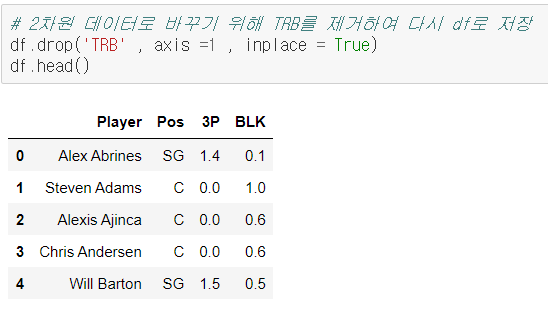 # 2차원 데이터로 바꾸기 위해 TRB를 제거하여 다시 df로 저장
df.drop('TRB' , axis =1 , inplace = True)
df.head()
Player Pos 3P BLK
0 Alex Abrines SG 1.4 0.1
1 Steven Adams C 0.0 1.0
2 Alexis Ajinca C 0.0 0.6
3 Chris Andersen C 0.0 0.6
4 Will Barton SG 1.5 0.5